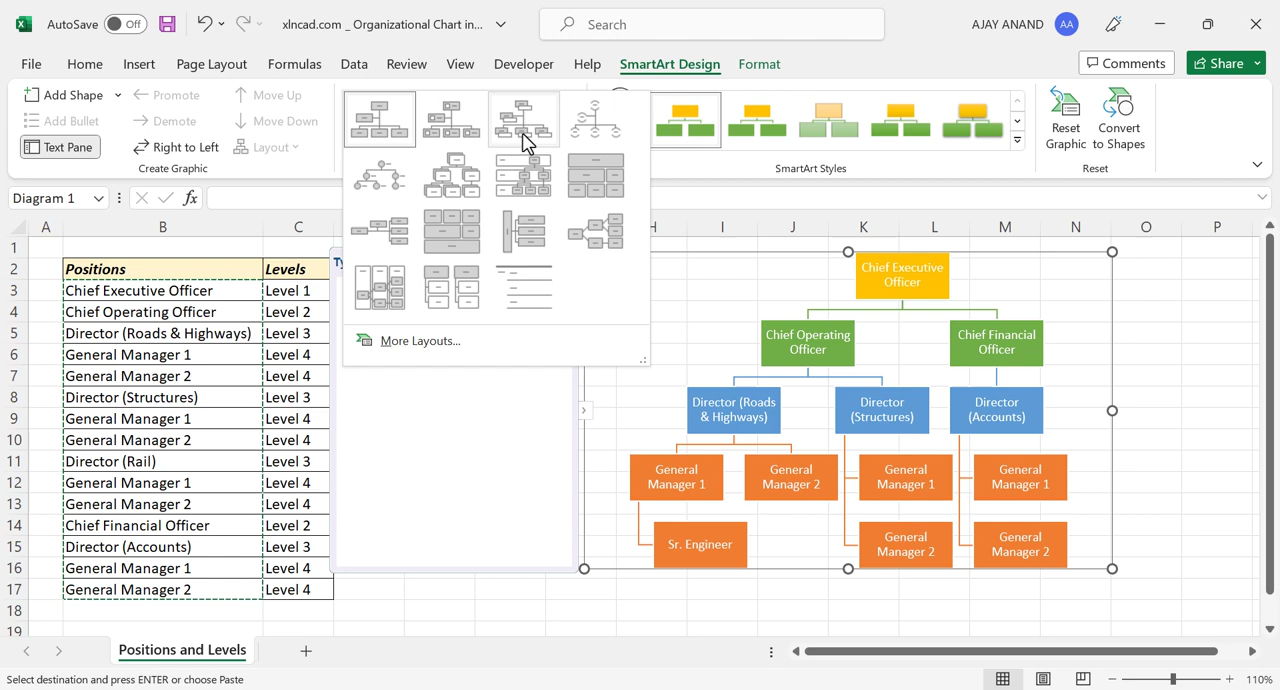 AutoSave Off
xlncad.com _ Organizational Chart in...
Search
AJAY ANAND AA
File Home Insert Page Layout Formulas Data Review View Developer Help SmartArt Design Format
Comments Share
Add Shape Promote Move Up
Add Bullet Demote Move Down
Text Pane Right to Left Layout
Create Graphic
SmartArt Styles
Reset
Graphic
Convert
to Shapes
Reset
Diagram 1 fx
A B C H I J K L M N O P
1
2 Positions Levels
3 Chief Executive Officer Level 1
4 Chief Operating Officer Level 2
5 Director (Roads & Highways) Level 3
6 General Manager 1 Level 4
7 General Manager 2 Level 4
8 Director (Structures) Level 3
9 General Manager 1 Level 4
10 General Manager 2 Level 4
11 Director (Rail) Level 3
12 General Manager 1 Level 4
13 General Manager 2 Level 4
14 Chief Financial Officer Level 2
15 Director (Accounts) Level 3
16 General Manager 1 Level 4
17 General Manager 2 Level 4
18
19
More Layouts...
Chief Executive
Officer
Chief Operating
Officer
Chief Financial
Officer
Director (Roads
& Highways)
Director
(Structures)
Director
(Accounts)
General
Manager 1
General
Manager 2
General
Manager 1
General
Manager 1
Sr. Engineer
General
Manager 2
General
Manager 2
Positions and Levels
Select destination and press ENTER or choose Paste
110%